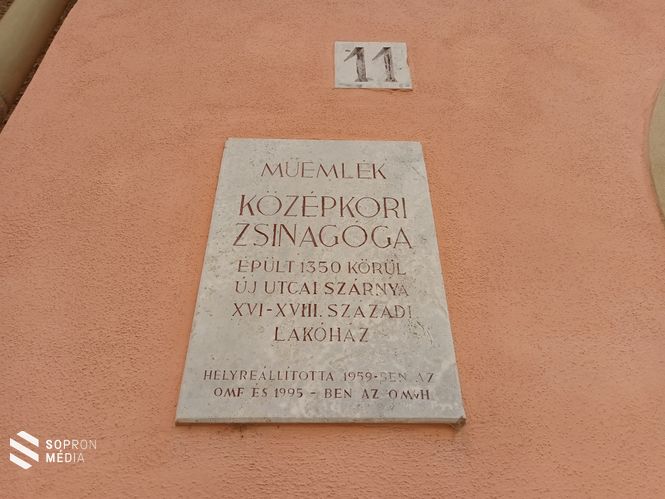 11
MŰEMLÉK
KÖZÉPKORI
ZSINAGÓGA
ÉPÜLT 1350 KÖRÜL
ÚJ UTCAI SZÁRNYA
XVI-XVIII. SZÁZADI
LAKÓHÁZ
HELYREÁLLÍTOTTA 1959-BEN AZ
OMF ÉS 1995 - BEN AZ OMvH
SOPRON
MÉDIA